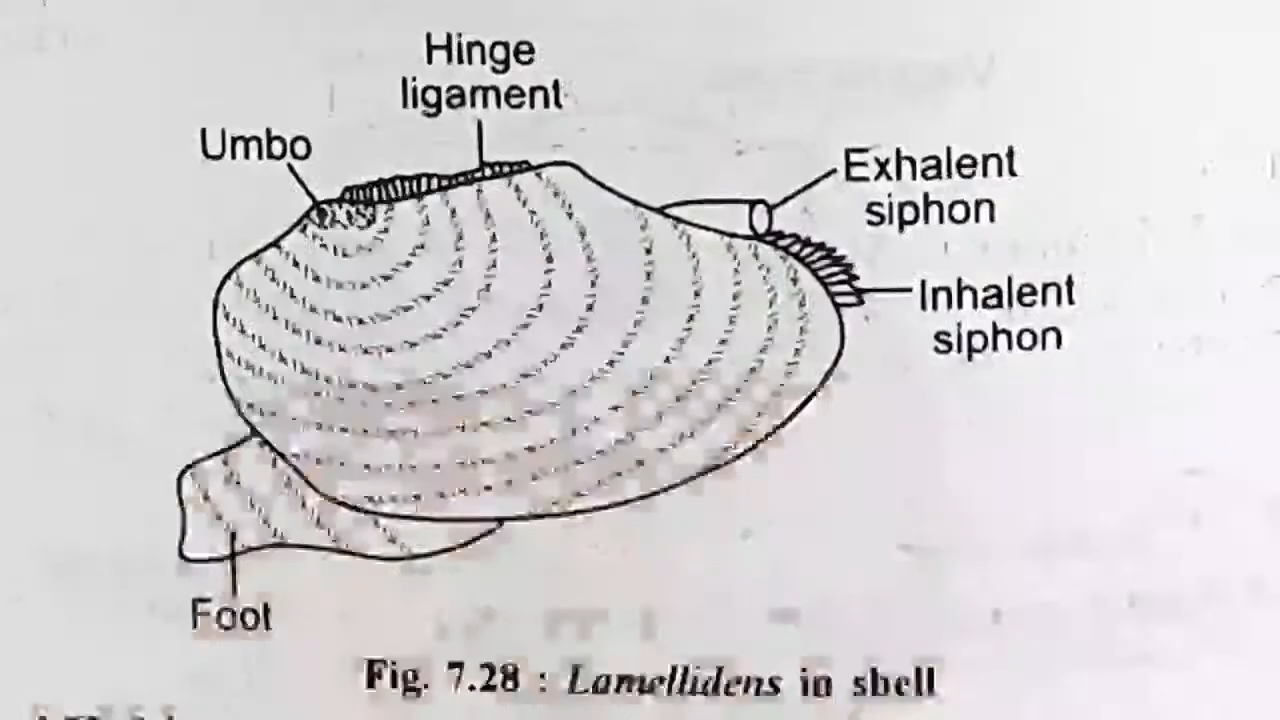 Hinge
ligament
Umbo
Exhalent
siphon
Inhalent
siphon
Foot
Fig. 7.28 : Lamellidens in shell